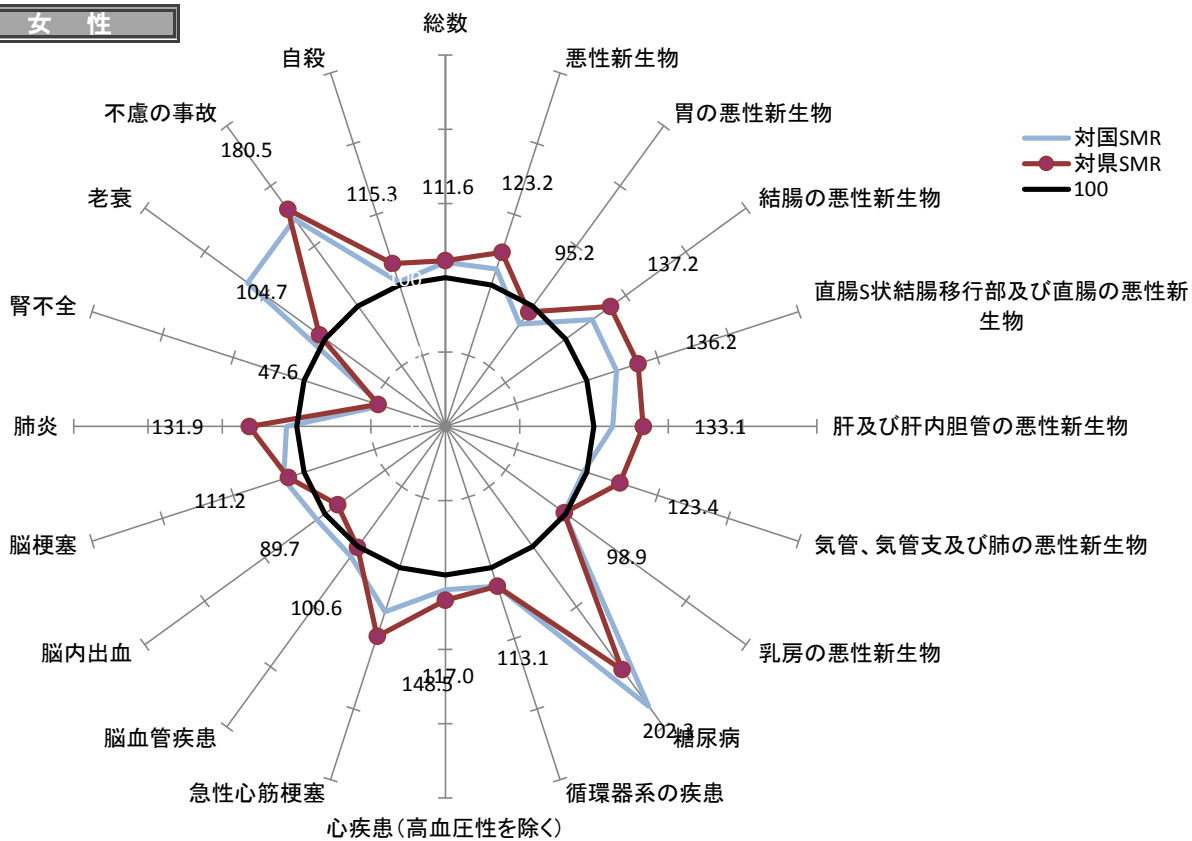 女 性
総数
悪性新生物
胃の悪性新生物
結腸の悪性新生物
直腸S状結腸移行部及び直腸の悪性新
生物
肝及び肝内胆管の悪性新生物
気管、気管支及び肺の悪性新生物
乳房の悪性新生物
糖尿病
循環器系の疾患
心疾患(高血圧性を除く)
急性心筋梗塞
脳血管疾患
脳内出血
脳梗塞
肺炎
腎不全
老衰
不慮の事故
自殺
111.6
123.2
95.2
137.2
136.2
133.1
123.4
98.9
202.3
113.1
117.0
148.5
100.6
89.7
111.2
131.9
47.6
104.7
180.5
115.3
100
対国SMR
対県SMR
100